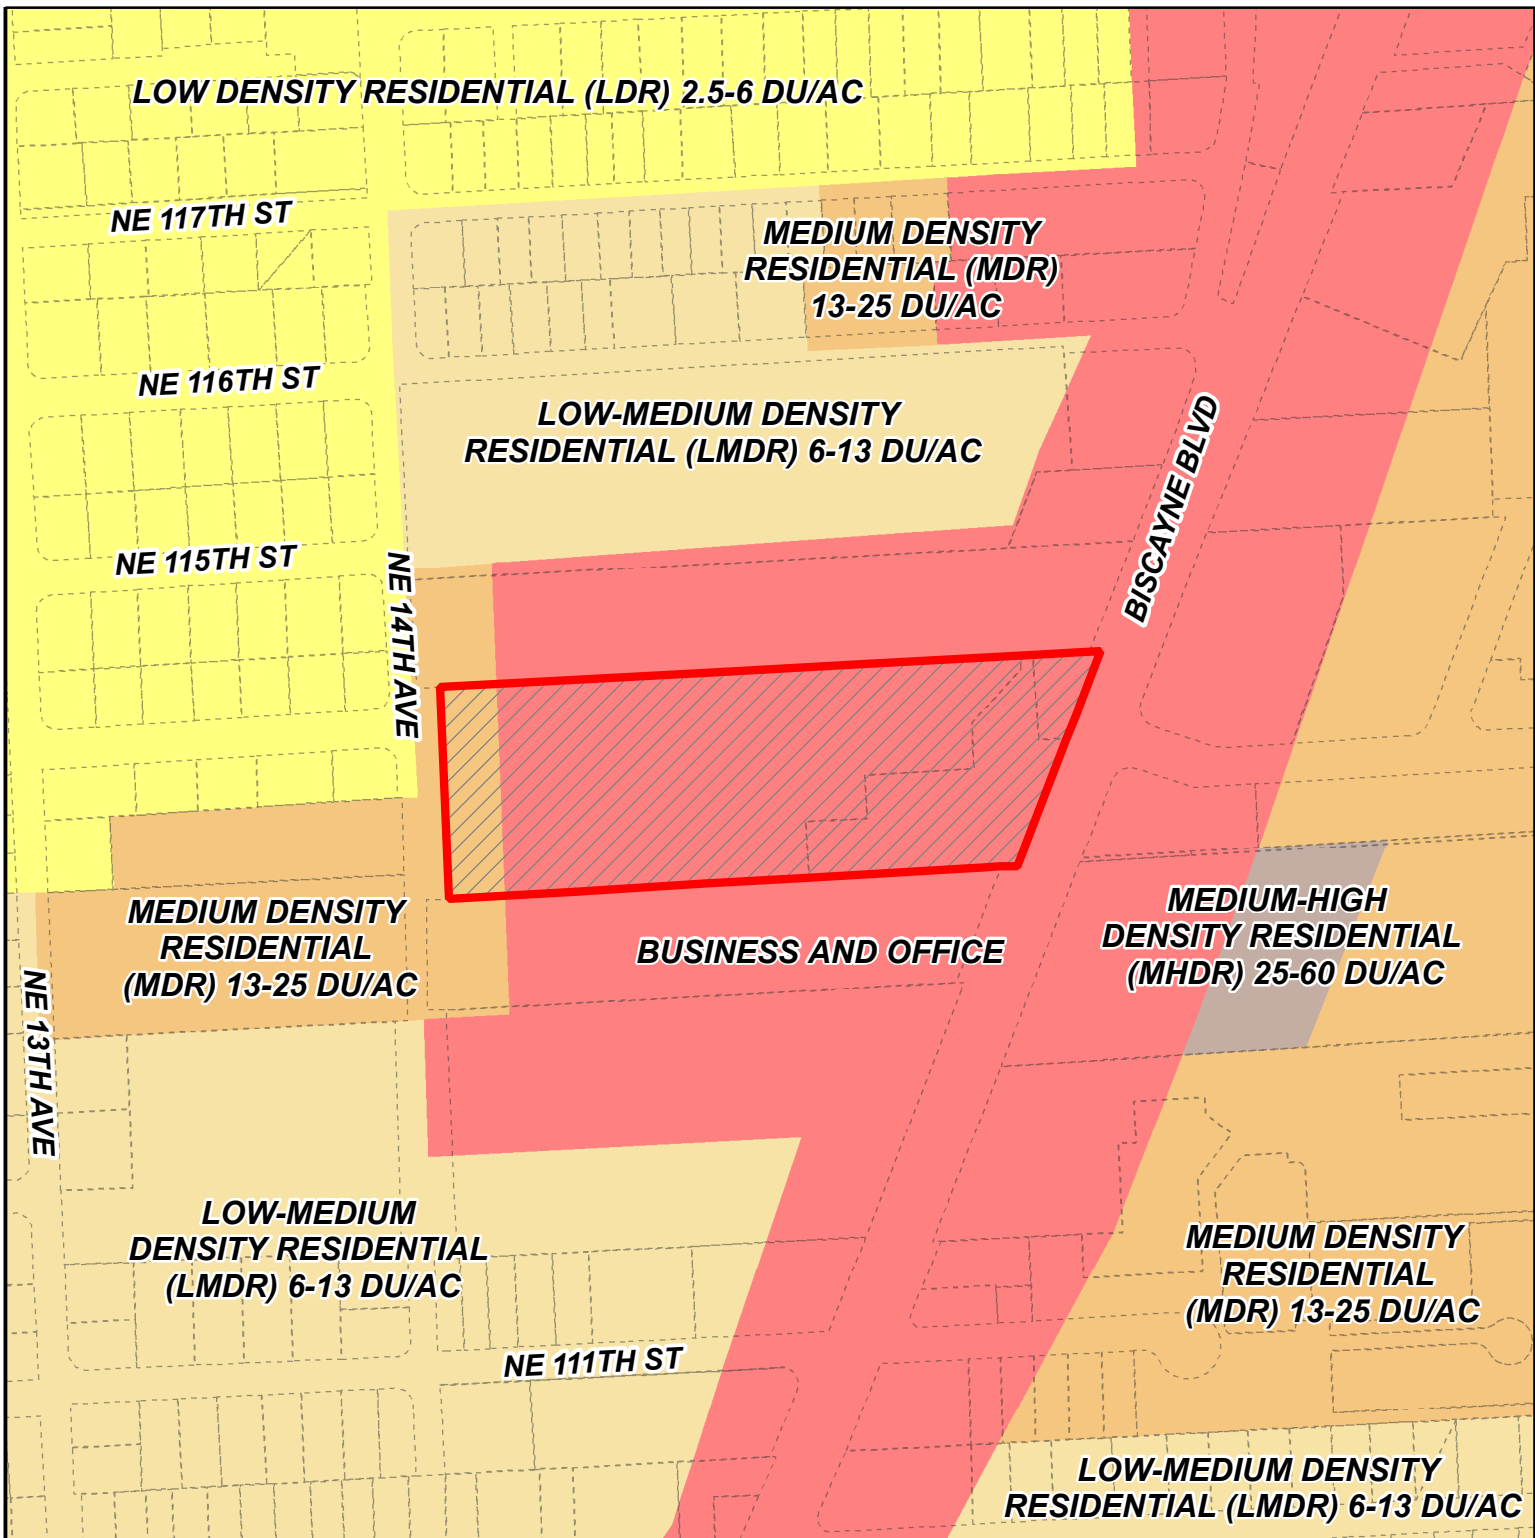 LOW DENSITY RESIDENTIAL (LDR) 2.5-6 DU/AC
NE 117TH ST
MEDIUM DENSITY
RESIDENTIAL (MDR)
13-25 DU/AC
NE 116TH ST
LOW-MEDIUM DENSITY
RESIDENTIAL (LMDR) 6-13 DU/AC
BISCAYNE BLVD
NE 115TH ST
NE 14TH AVE
MEDIUM DENSITY
RESIDENTIAL
(MDR) 13-25 DU/AC
BUSINESS AND OFFICE
MEDIUM-HIGH
DENSITY RESIDENTIAL
(MHDR) 25-60 DU/AC
NE 13TH AVE
LOW-MEDIUM
DENSITY RESIDENTIAL
(LMDR) 6-13 DU/AC
MEDIUM DENSITY
RESIDENTIAL
(MDR) 13-25 DU/AC
NE 111TH ST
LOW-MEDIUM DENSITY
RESIDENTIAL (LMDR) 6-13 DU/AC